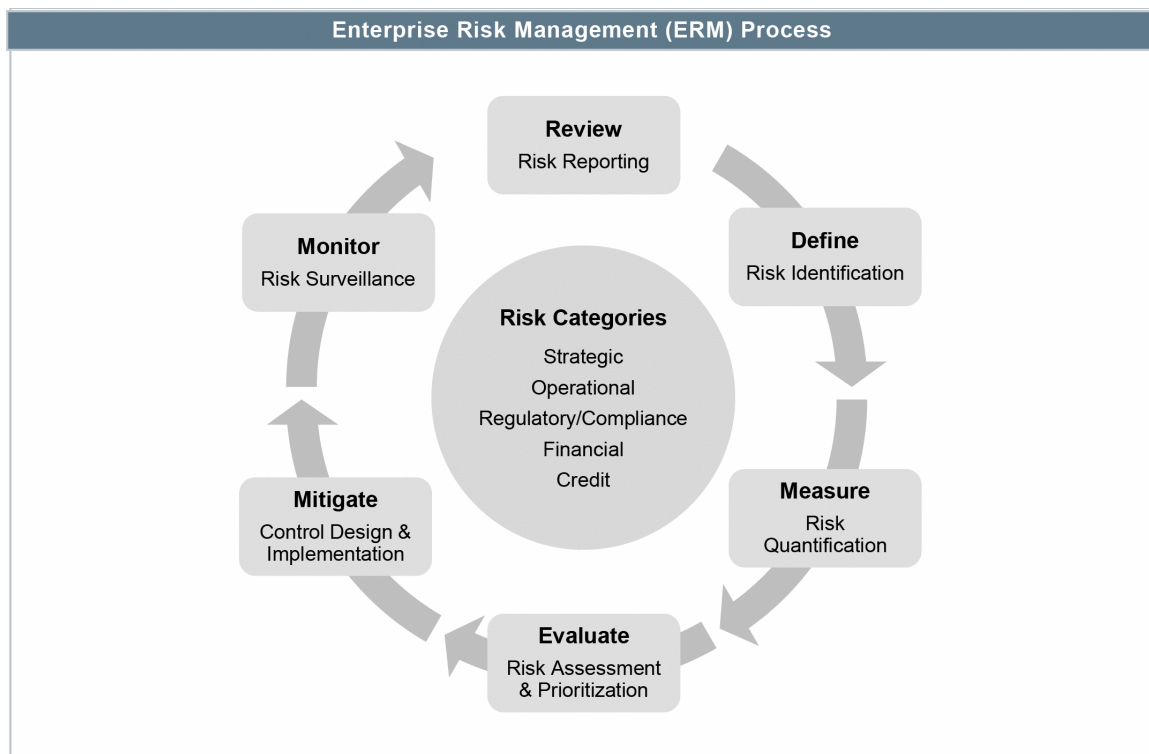 Enterprise Risk Management (ERM) Process
Review
Risk Reporting
Define
Risk Identification
Measure
Risk
Quantification
Evaluate
Risk Assessment
& Prioritization
Mitigate
Control Design &
Implementation
Monitor
Risk Surveillance
Risk Categories
Strategic
Operational
Regulatory/Compliance
Financial
Credit